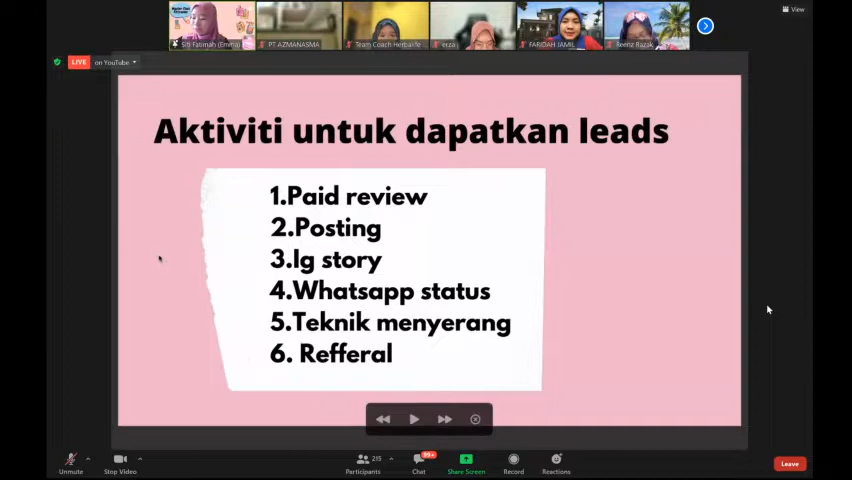 Siti Fatimah (Emma)
PT AZMANASMA
Team Coach Herbalife
erza
FARIDAH JAMIL
Reenz Razak
View
LIVE on YouTube
Aktiviti untuk dapatkan leads
1.Paid review
2.Posting
3.Ig story
4.Whatsapp status
5.Teknik menyerang
6. Refferal
Unmute
Stop Video
Participants
215
Chat
99+
Share Screen
Record
Reactions
Leave